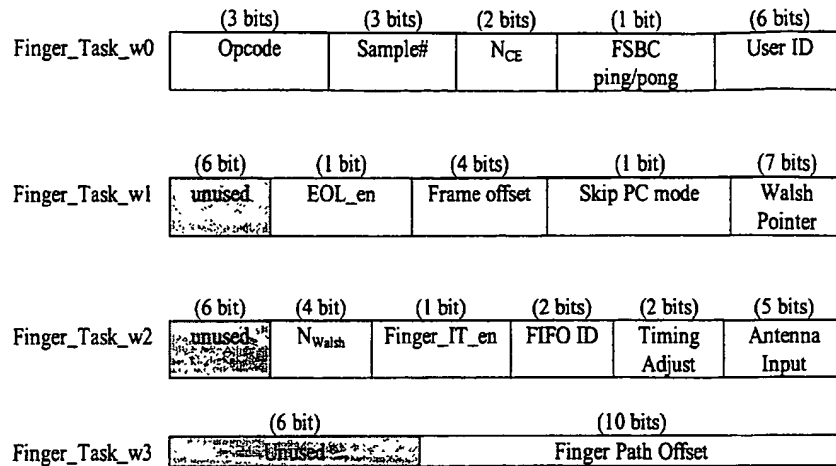 (3 bits) (3 bits) (2 bits) (1 bit) (6 bits)
Finger_Task_w0 Opcode Sample# NCE FSBC ping/pong User ID
(6 bit) (1 bit) (4 bits) (1 bit) (7 bits)
Finger_Task_w1 unused EOL_en Frame offset Skip PC mode Walsh Pointer
(6 bit) (4 bit) (1 bit) (2 bits) (2 bits) (5 bits)
Finger_Task_w2 unused NWalsh Finger_IT_en FIFO ID Timing Adjust Antenna Input
(6 bit) (10 bits)
Finger_Task_w3 Unused Finger Path Offset